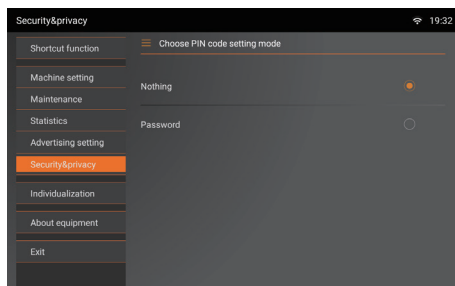 Security&privacy
19:32
Shortcut function
Choose PIN code setting mode
Machine setting
Nothing
Maintenance
Statistics
Password
Advertising setting
Security&privacy
Individualization
About equipment
Exit